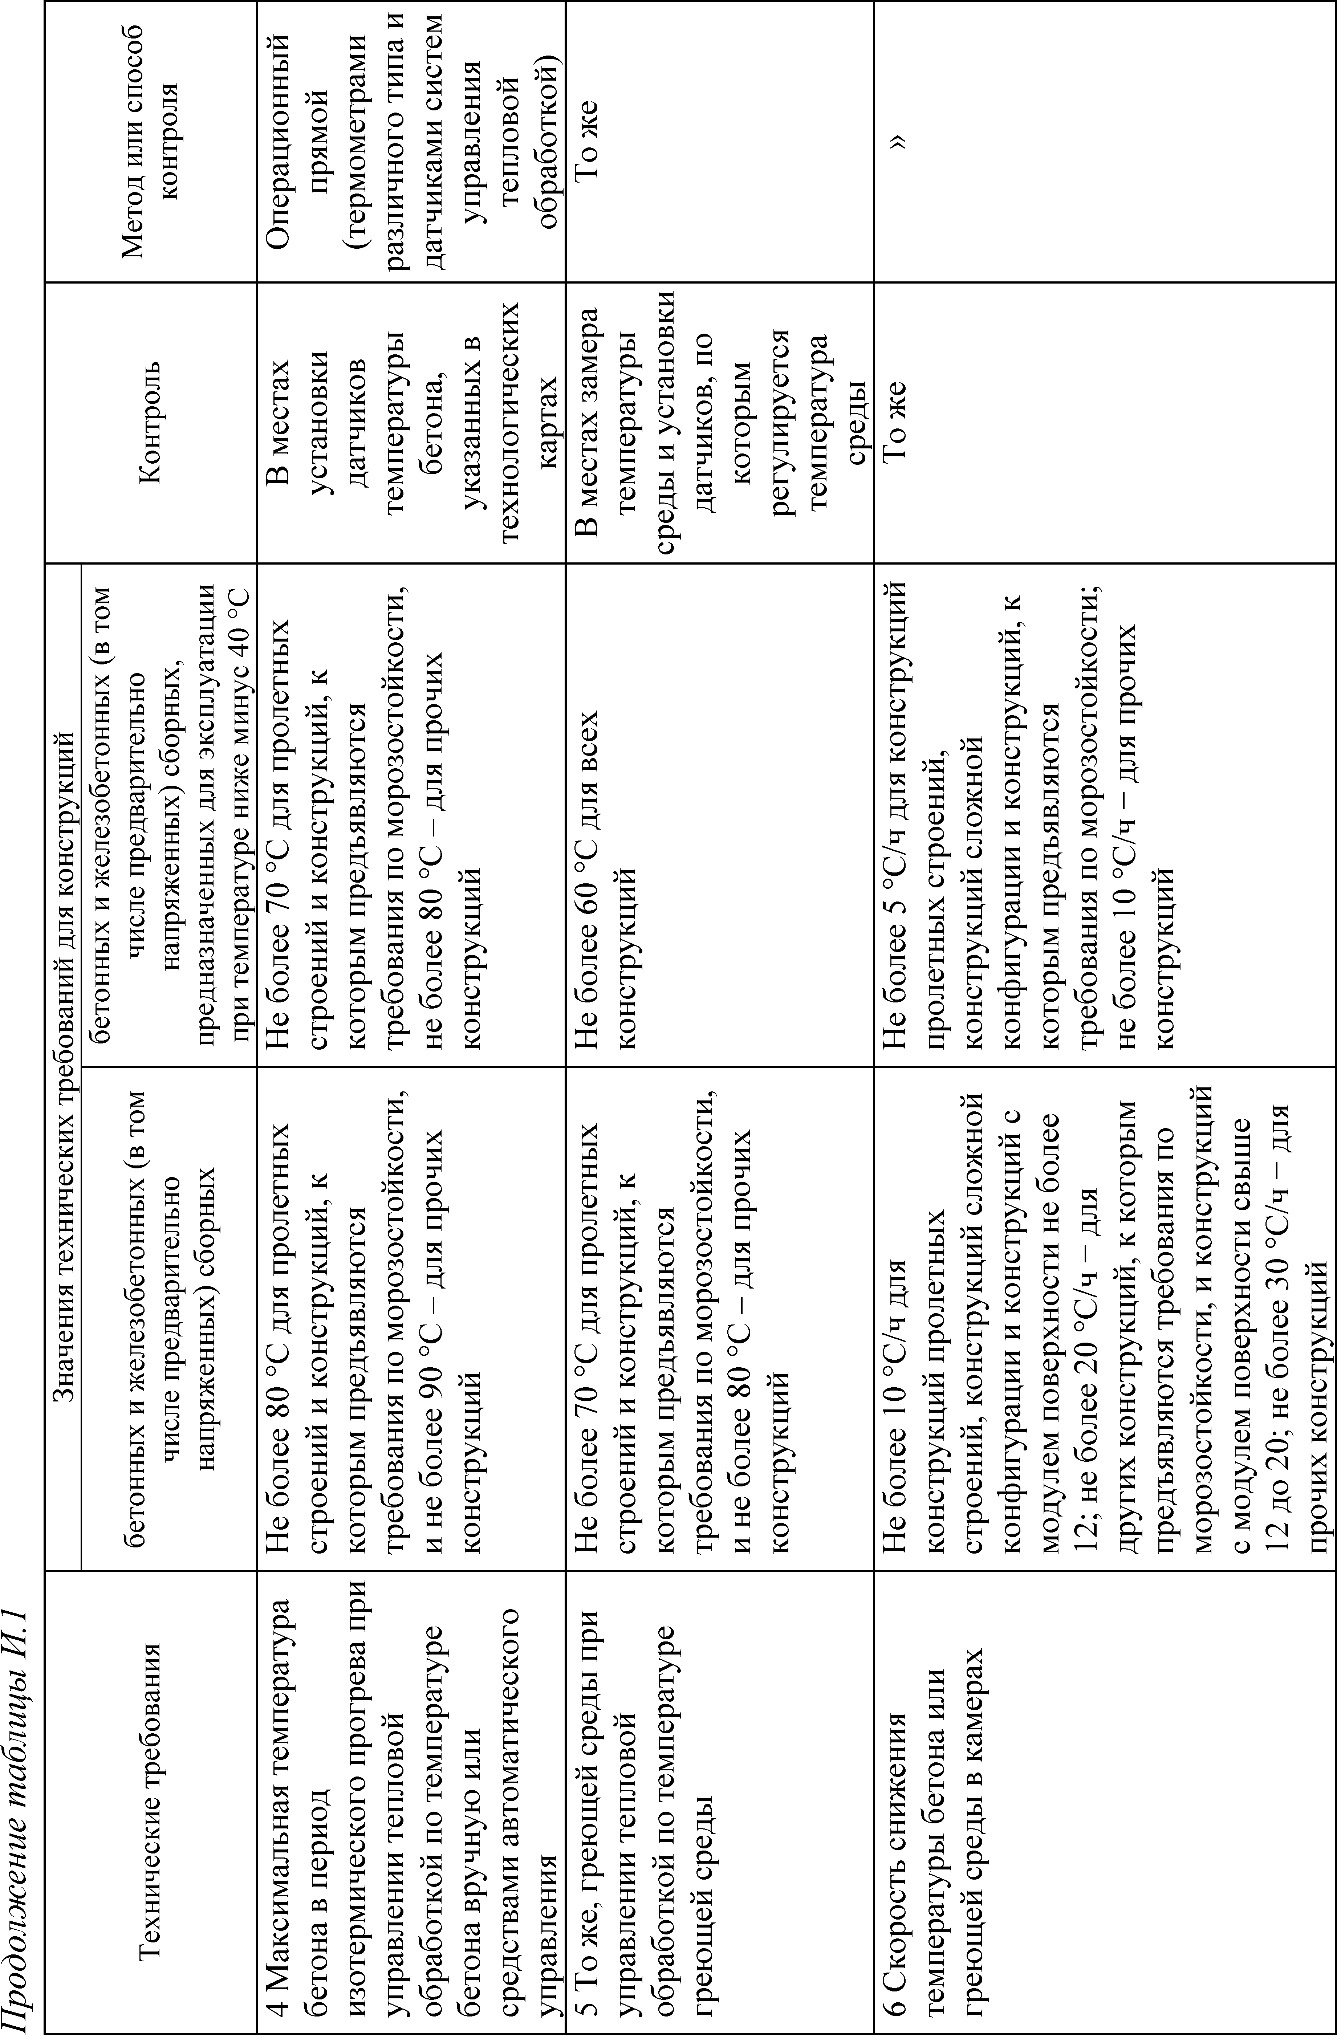 Продолжение таблицы И.1
Технические требования
Значения технических требований для конструкций
бетонных и железобетонных (в том
числе предварительно
напряженных) сборных
бетонных и железобетонных (в том
числе предварительно
напряженных) сборных,
предназначенных для эксплуатации
при температуре ниже минус 40 °С
Контроль
Метод или способ
контроля
4 Максимальная температура
бетона в период
изотермического прогрева при
управлении тепловой
обработкой по температуре
бетона вручную или
средствами автоматического
управления
Не более 80 °С для пролетных
строений и конструкций, к
которым предъявляются
требования по морозостойкости,
и не более 90 °С – для прочих
конструкций
Не более 70 °С для пролетных
строений и конструкций, к
которым предъявляются
требования по морозостойкости,
не более 80 °С – для прочих
конструкций
В местах
установки
датчиков
температуры
бетона,
указанных в
технологических
картах
Операционный
прямой
(термометрами
различного типа и
датчиками систем
управления
тепловой
обработкой)
5 То же, греющей среды при
управлении тепловой
обработкой по температуре
греющей среды
Не более 70 °С для пролетных
строений и конструкций, к
которым предъявляются
требования по морозостойкости,
и не более 80 °С – для прочих
конструкций
Не более 60 °С для всех
конструкций
В местах замера
температуры
среды и установки
датчиков, по
которым
регулируется
температура
среды
То же
6 Скорость снижения
температуры бетона или
греющей среды в камерах
Не более 10 °С/ч для
конструкций пролетных
строений, конструкций сложной
конфигурации и конструкций с
модулем поверхности не более
12; не более 20 °С/ч – для
других конструкций, к которым
предъявляются требования по
морозостойкости, и конструкций
с модулем поверхности свыше
12 до 20; не более 30 °С/ч – для
прочих конструкций
Не более 5 °С/ч для конструкций
пролетных строений,
конструкций сложной
конфигурации и конструкций, к
которым предъявляются
требования по морозостойкости;
не более 10 °С/ч – для прочих
конструкций
То же
»